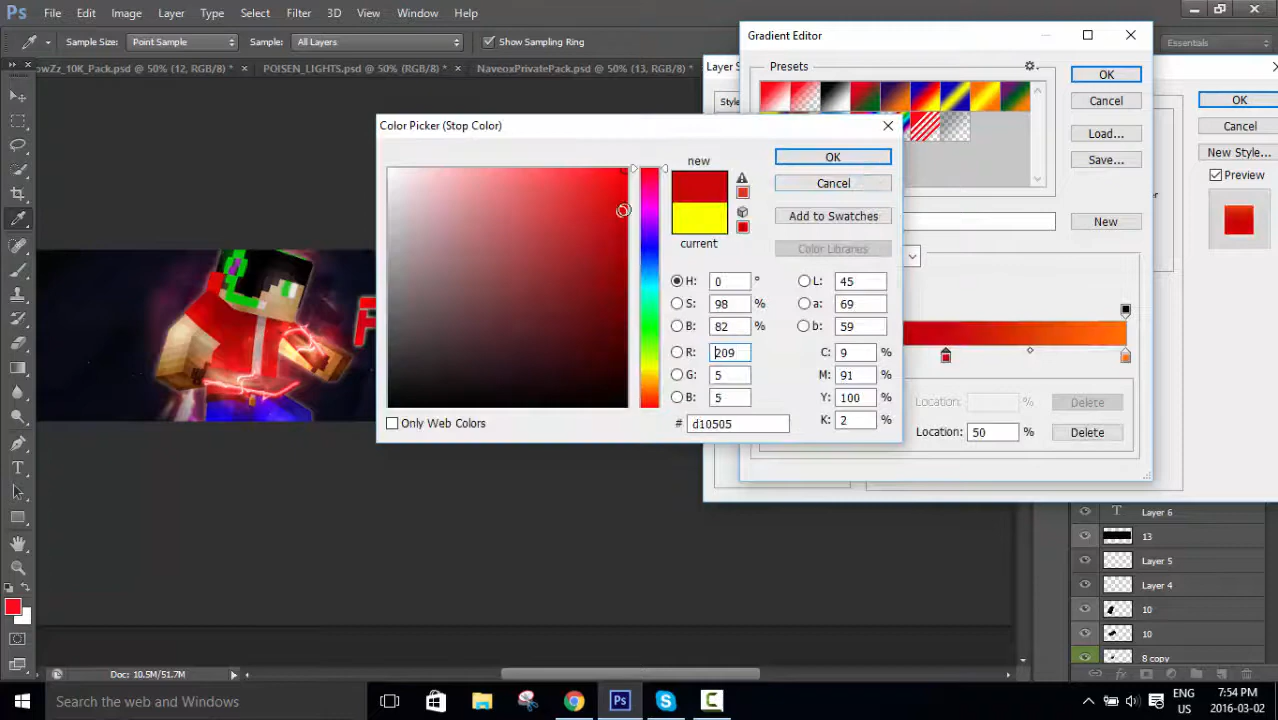 Ps File Edit Image Layer Type Select Filter 3D View Window Help
Sample Size: Point Sample Sample: All Layers Show Sampling Ring Essentials
owZz_10K_Pack.psd @ 50% (12, RGB/8) * POISEN_LIGHTS.psd @ 50% (RGB/8) * NaveoxPrivatePack.psd @ 50% (13, RGB/8) *
Gradient Editor
Presets
OK
Cancel
Load...
Save...
New
Layer S
Style
OK
Cancel
New Style...
Preview
Color Picker (Stop Color)
new
current
OK
Cancel
Add to Swatches
Color Libraries
H: 0 ° L: 45
S: 98 % a: 69
B: 82 % b: 59
R: 209 C: 9 %
G: 5 M: 91 %
B: 5 Y: 100 %
# d10505 K: 2 %
Only Web Colors
Location: % Delete
Location: 50 % Delete
Layer 6
13
Layer 5
Layer 4
10
10
8 copy
Doc: 10.5M/51.7M
Search the web and Windows
ENG
US
7:54 PM
2016-03-02